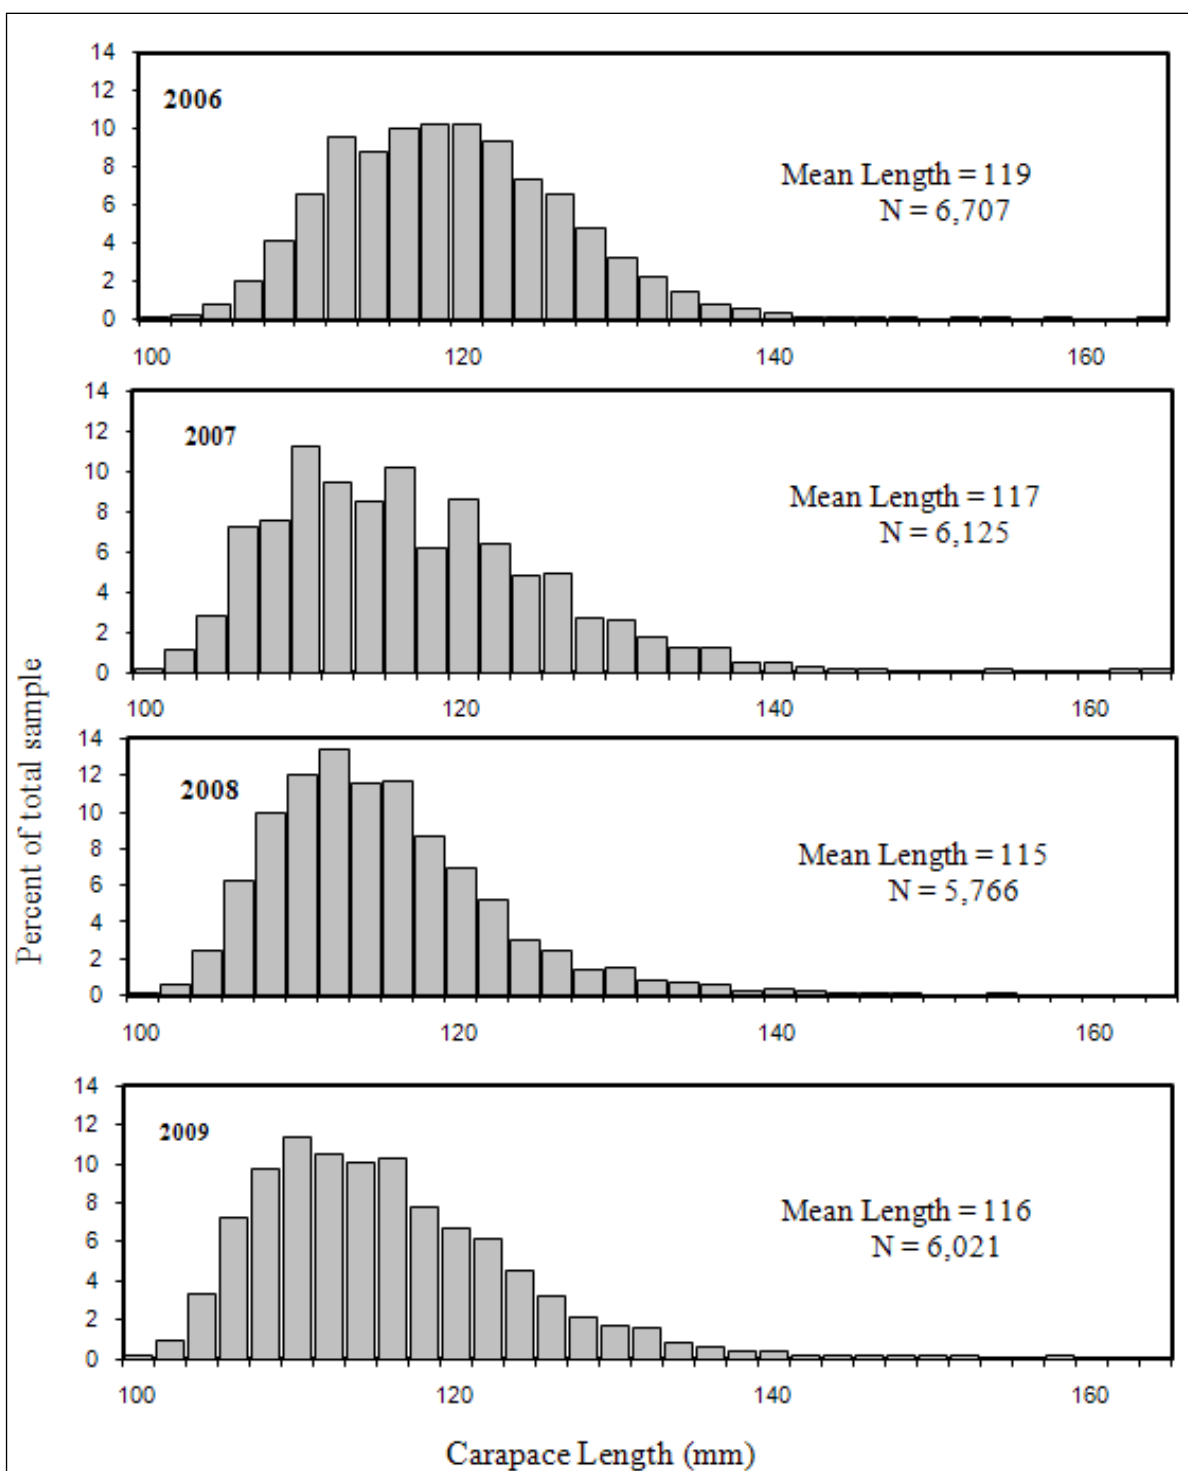 14
12
10
8
6
4
2
0
2006
Mean Length = 119
N = 6,707
100 120 140 160
14
12
10
8
6
4
2
0
2007
Mean Length = 117
N = 6,125
100 120 140 160
Percent of total sample
14
12
10
8
6
4
2
0
2008
Mean Length = 115
N = 5,766
100 120 140 160
14
12
10
8
6
4
2
0
2009
Mean Length = 116
N = 6,021
100 120 140 160
Carapace Length (mm)